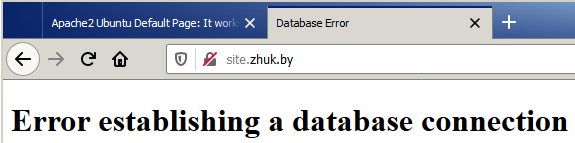 Apache2 Ubuntu Default Page: It work
Database Error
site.zhuk.by
Error establishing a database connection